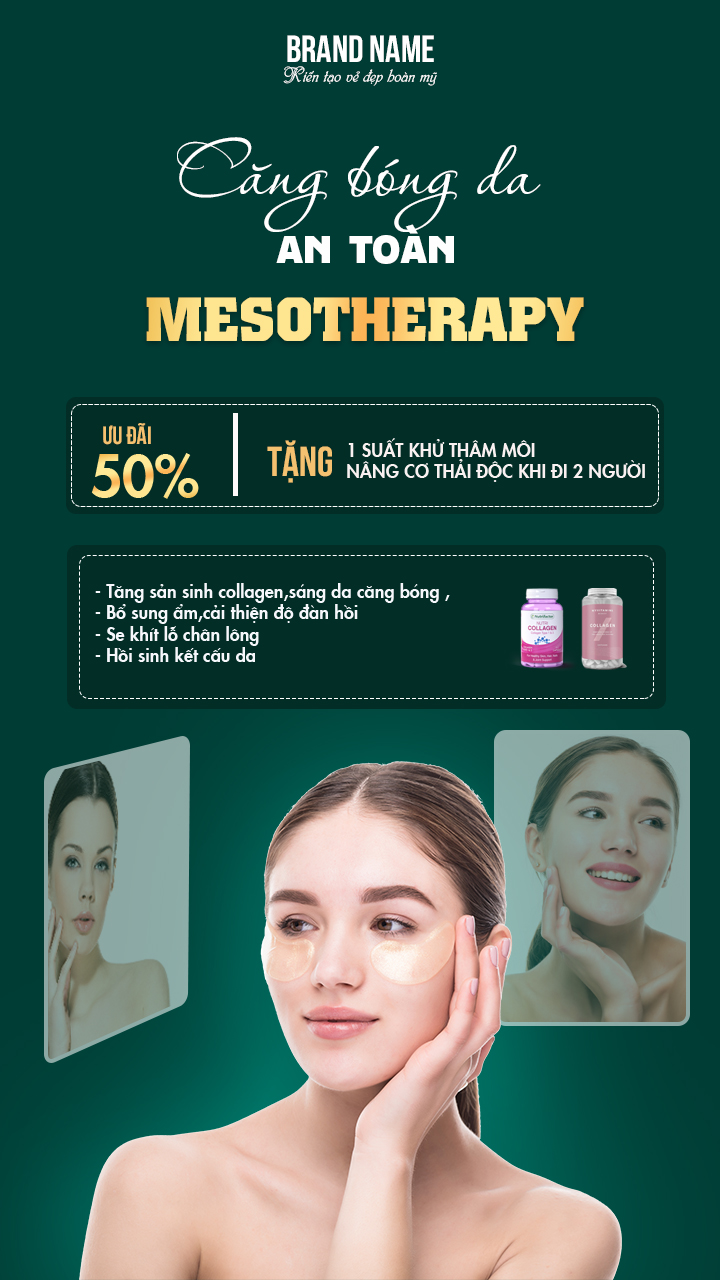 BRAND NAME
Kiến tạo vẻ đẹp hoàn mỹ
Căng bóng da
AN TOÀN
MESOTHERAPY
ƯU ĐÃI
50%
TẶNG
1 SUẤT KHỬ THÂM MÔI
NÂNG CƠ THẢI ĐỘC KHI ĐI 2 NGƯỜI
- Tăng sản sinh collagen,sáng da căng bóng ,
- Bổ sung ẩm,cải thiện độ đàn hồi
- Se khít lỗ chân lông
- Hồi sinh kết cấu da
COLLAGEN
COLLAGEN